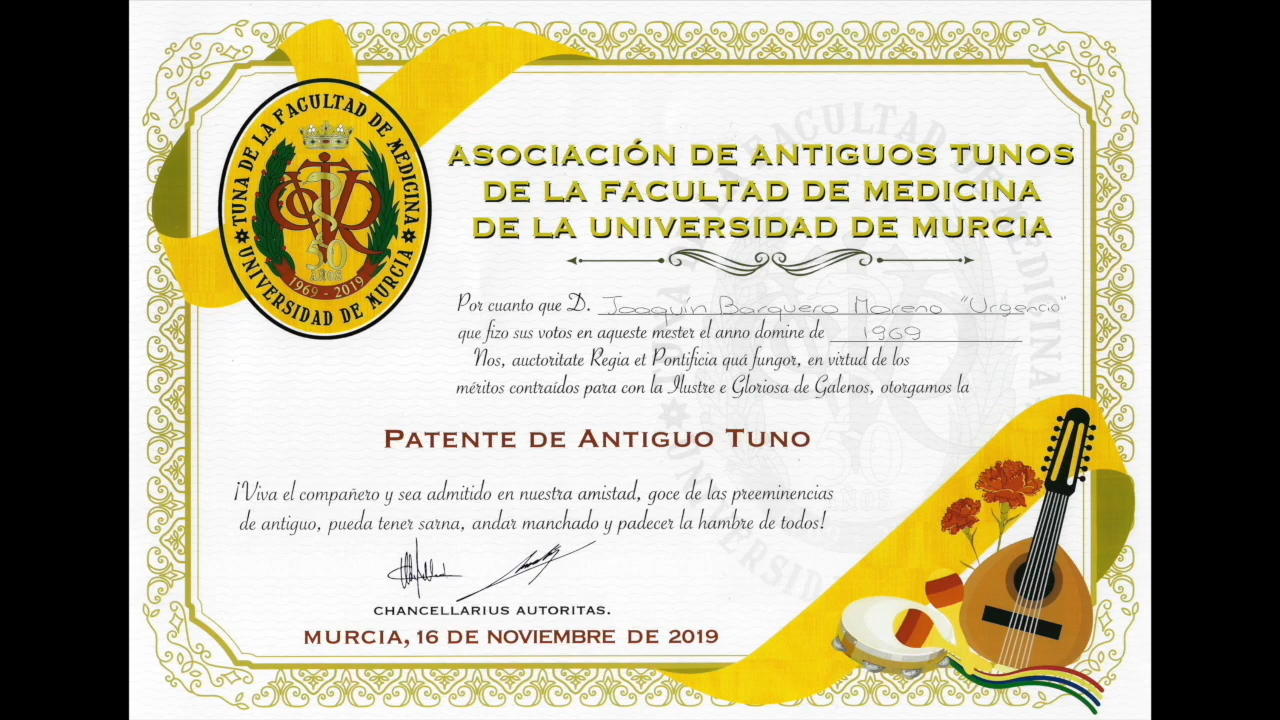 TUNA DE LA FACULTAD DE MEDICINA
UNIVERSIDAD DE MURCIA
50
AÑOS
1969 - 2019
ASOCIACIÓN DE ANTIGUOS TUNOS
DE LA FACULTAD DE MEDICINA
DE LA UNIVERSIDAD DE MURCIA
Por cuanto que D. Joaquín Barquero Moreno "Urgencio"
que fizo sus votos en aqueste mester el anno domine de 1969
Nos, auctoritate Regia et Pontificia quá fungor, en virtud de los
méritos contraídos para con la Ilustre e Gloriosa de Galenos, otorgamos la
PATENTE DE ANTIGUO TUNO
¡Viva el compañero y sea admitido en nuestra amistad, goce de las preeminencias
de antiguo, pueda tener sarna, andar manchado y padecer la hambre de todos!
CHANCELLARIUS AUTORITAS.
MURCIA, 16 DE NOVIEMBRE DE 2019